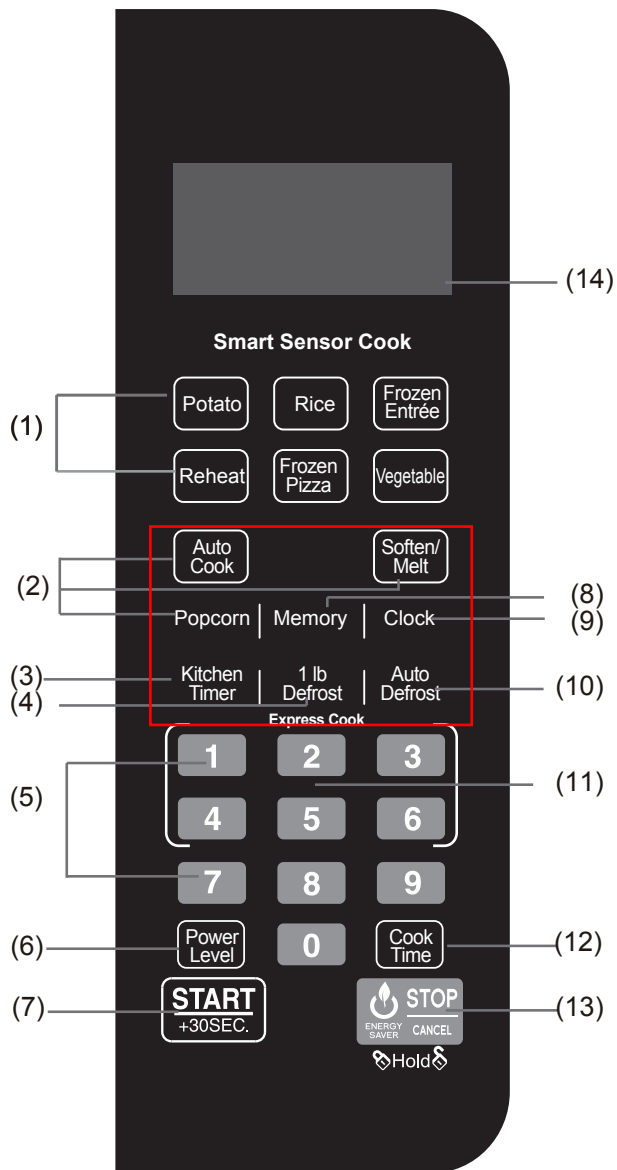 (14)
Smart Sensor Cook
(1)
Potato
Rice
Frozen
Entrée
Reheat
Frozen
Pizza
Vegetable
(2)
Auto
Cook
Soften/
Melt
Popcorn
Memory
Clock
(8)
(9)
(3)
(4)
Kitchen
Timer
1 lb
Defrost
Auto
Defrost
(10)
Express Cook
(5)
1
2
3
(11)
4
5
6
7
8
9
(6)
Power
Level
0
Cook
Time
(12)
(7)
START
+30SEC.
ENERGY
SAVER
STOP
CANCEL
(13)
Hold